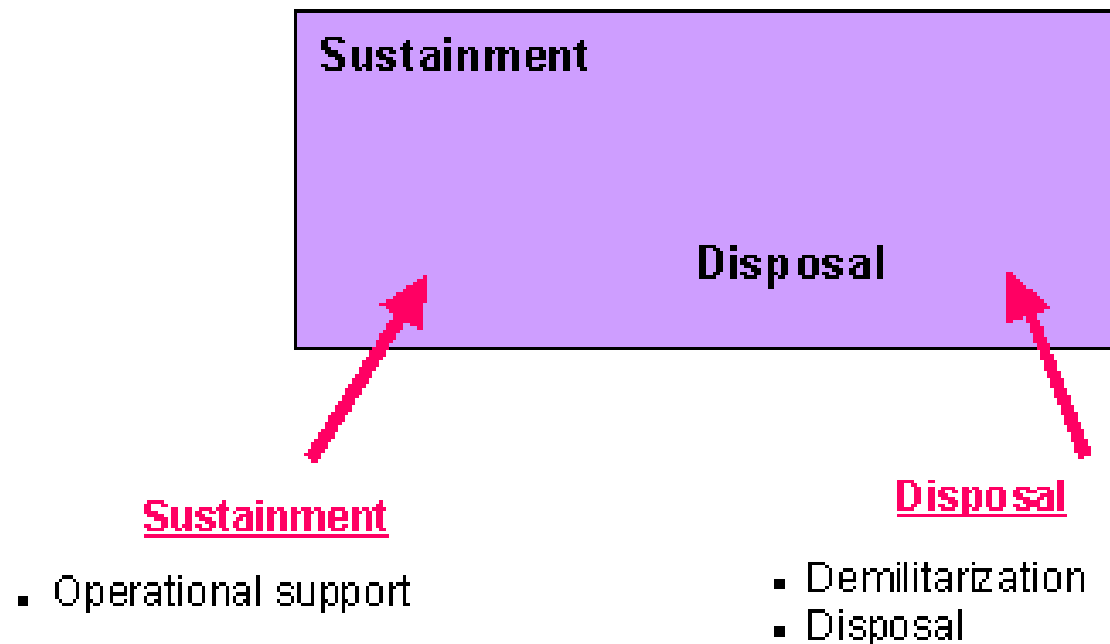 Sustainment
Disposal
Sustainment
▪ Operational support
Disposal
▪ Demilitarization
▪ Disposal